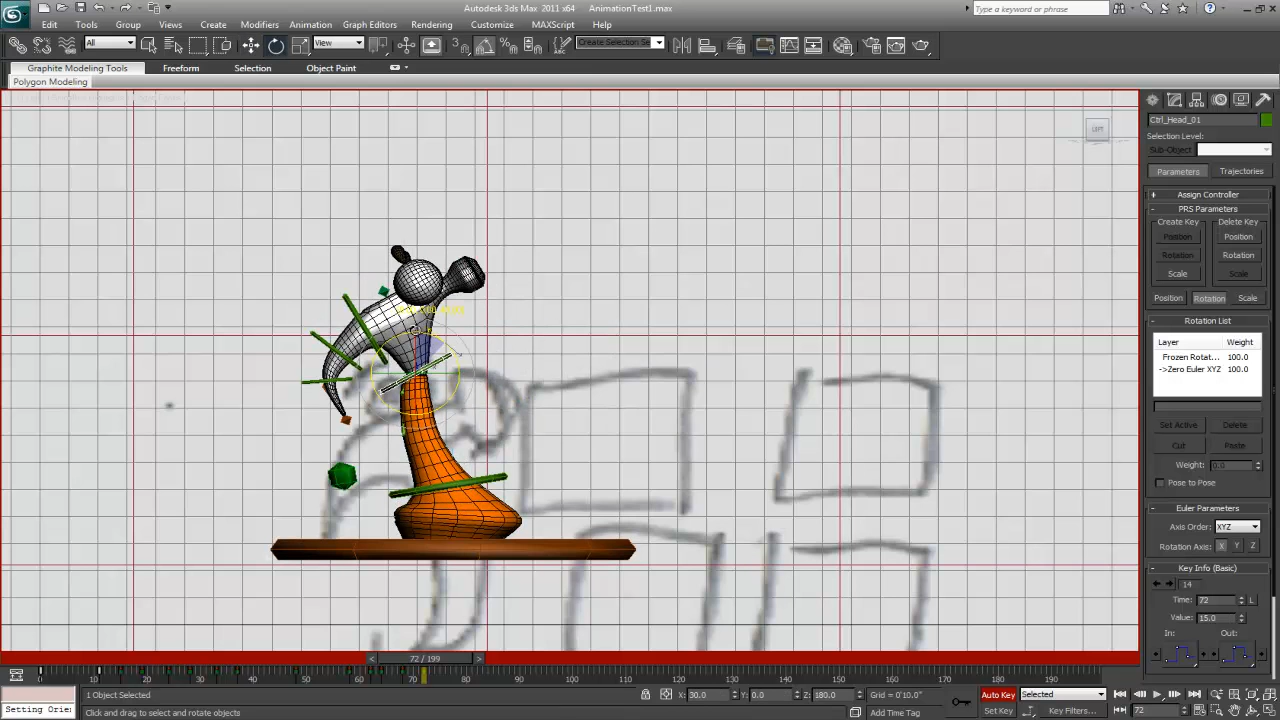 Autodesk 3ds Max 2011 x64 AnimationTest1.max
Type a keyword or phrase
Edit Tools Group Views Create Modifiers Animation Graph Editors Rendering Customize MAXScript Help
All View Create Selection Se
Graphite Modeling Tools Freeform Selection Object Paint
Polygon Modeling
LEFT
Ctrl_Head_01
Selection Level:
Sub-Object
Parameters Trajectories
+ Assign Controller
- PRS Parameters
Create Key Delete Key
Position Position
Rotation Rotation
Scale Scale
Position Rotation Scale
- Rotation List
Layer Weight
Frozen Rotat... 100.0
->Zero Euler XYZ 100.0
Set Active Delete
Cut Paste
Weight: 0.0
Pose to Pose
- Euler Parameters
Axis Order: XYZ
Rotation Axis: X Y Z
- Key Info (Basic)
14
Time: 72 L
Value: 15.0
In: Out:
< 72 / 199 >
0 10 20 30 40 50 60 70 80 90 100 110 120 130 140 150 160 170 180 190
1 Object Selected X: 30.0 Y: 0.0 Z: 180.0 Grid = 0'10.0" Auto Key Selected
Setting Orie Click and drag to select and rotate objects Add Time Tag Set Key Key Filters... 72